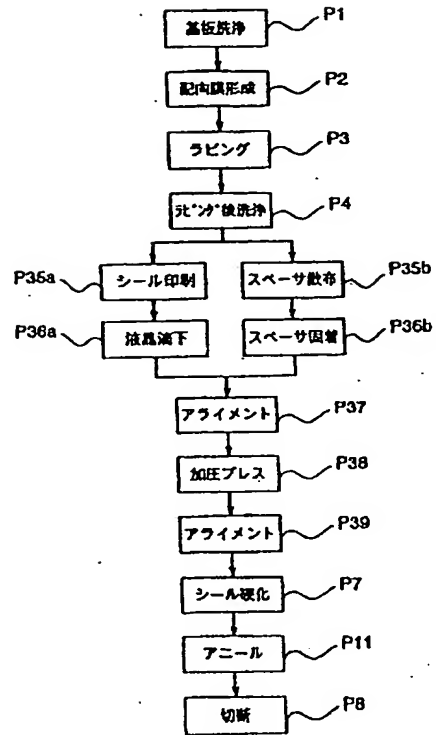 基板洗浄
P1
配向膜形成
P2
ラビング
P3
ラビング後洗浄
P4
P35a
シール印刷
スペーサ散布
P35b
P36a
液晶滴下
スペーサ固着
P36b
アライメント
P37
加圧プレス
P38
アライメント
P39
シール硬化
P7
アニール
P11
切断
P8